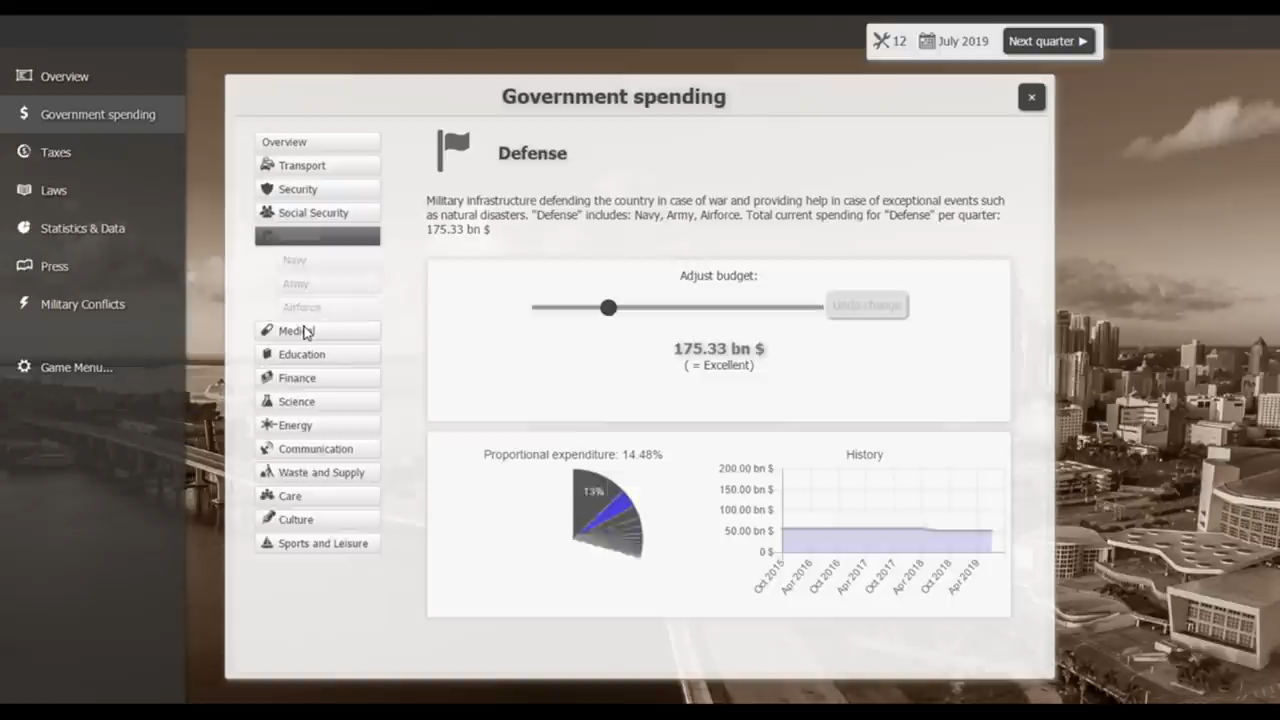 12 July 2019 Next quarter ►
Overview
Government spending
Taxes
Laws
Statistics & Data
Press
Military Conflicts
Game Menu...
Government spending
×
Overview
Transport
Security
Social Security
Navy
Army
Airforce
Medical
Education
Finance
Science
Energy
Communication
Waste and Supply
Care
Culture
Sports and Leisure
Defense
Military infrastructure defending the country in case of war and providing help in case of exceptional events such
as natural disasters. "Defense" includes: Navy, Army, Airforce. Total current spending for "Defense" per quarter:
175.33 bn $
Adjust budget:
Undo change
175.33 bn $
( = Excellent)
Proportional expenditure: 14.48%
13%
History
200.00 bn $
150.00 bn $
100.00 bn $
50.00 bn $
0 $
Oct 2015
Apr 2016
Oct 2016
Apr 2017
Oct 2017
Apr 2018
Oct 2018
Apr 2019